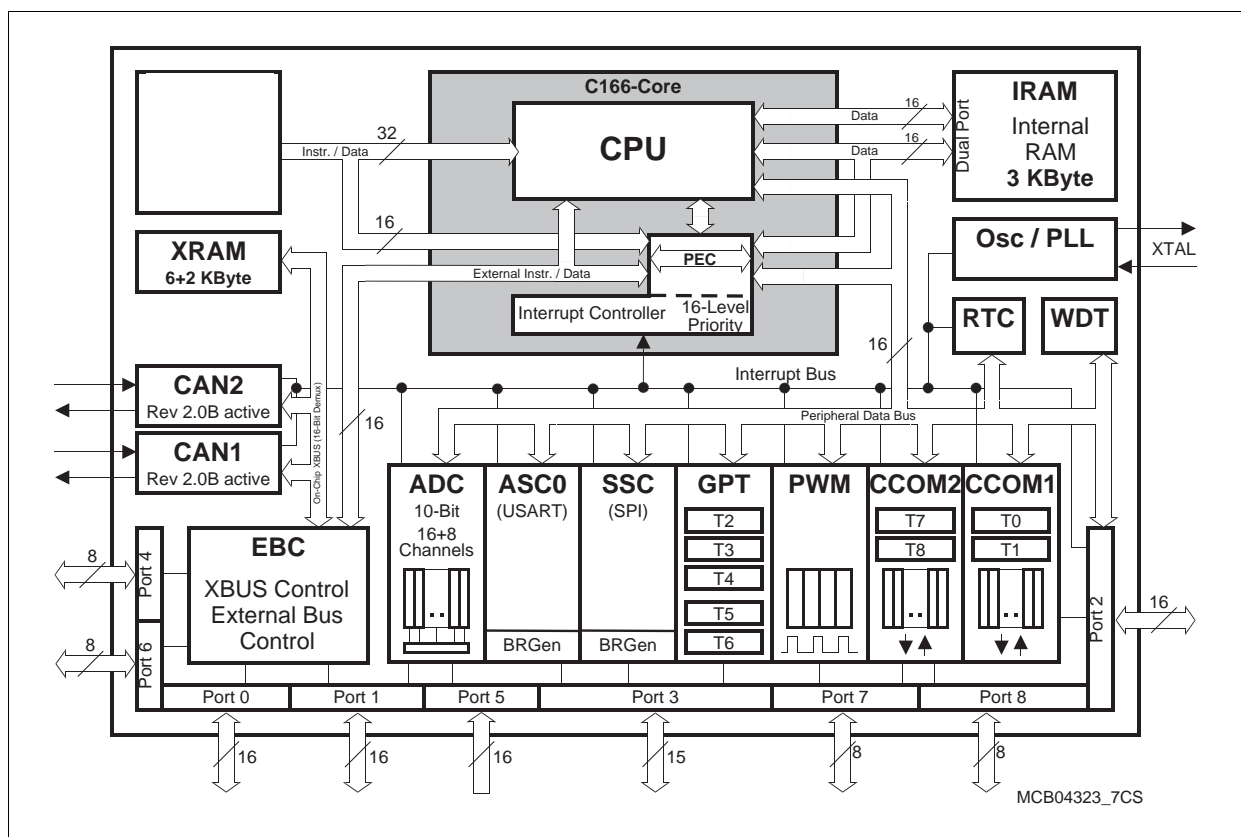 C166-Core
CPU
IRAM
Internal
RAM
3 KByte
Dual Port
16
Data
16
Data
32
Instr. / Data
16
XRAM
6+2 KByte
PEC
External Instr. / Data
Interrupt Controller
16-Level
Priority
Osc / PLL
XTAL
RTC
WDT
16
Interrupt Bus
Peripheral Data Bus
CAN2
Rev 2.0B active
CAN1
Rev 2.0B active
On-Chip XBUS (16-Bit Demux)
16
EBC
XBUS Control
External Bus
Control
ADC
10-Bit
16+8
Channels
ASC0
(USART)
BRGen
SSC
(SPI)
BRGen
GPT
T2
T3
T4
T5
T6
PWM
CCOM2
T7
T8
CCOM1
T0
T1
8
Port 4
8
Port 6
Port 2
16
Port 0
Port 1
Port 5
Port 3
Port 7
Port 8
16
16
16
15
8
8
MCB04323_7CS